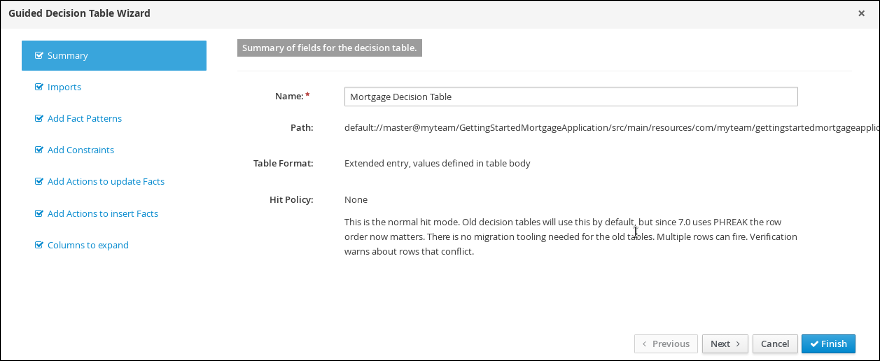 Guided Decision Table Wizard ×
Summary
Imports
Add Fact Patterns
Add Constraints
Add Actions to update Facts
Add Actions to insert Facts
Columns to expand
Summary of fields for the decision table.
Name: * Mortgage Decision Table
Path: default://master@myteam/GettingStartedMortgageApplication/src/main/resources/com/myteam/gettingstartedmortgageapplic
Table Format: Extended entry, values defined in table body
Hit Policy: None
This is the normal hit mode. Old decision tables will use this by default, but since 7.0 uses PHREAK the row
order now matters. There is no migration tooling needed for the old tables. Multiple rows can fire. Verification
warns about rows that conflict.
< Previous Next > Cancel Finish